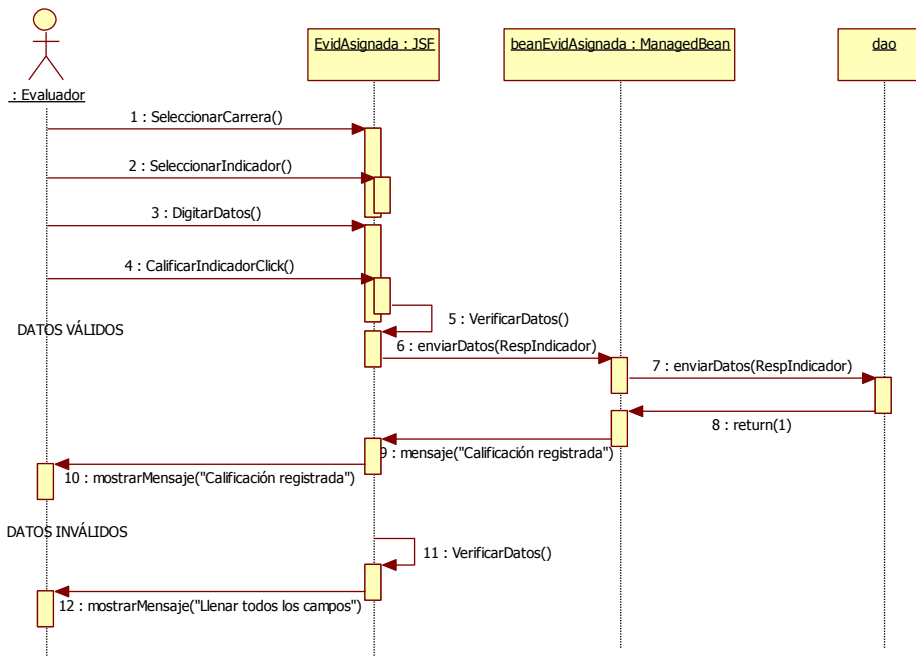 EvidAsignada : JSF
beanEvidAsignada : ManagedBean
dao
: Evaluador
1 : SeleccionarCarrera()
2 : SeleccionarIndicador()
3 : DigitarDatos()
4 : CalificarIndicadorClick()
5 : VerificarDatos()
DATOS VÁLIDOS
6 : enviarDatos(RespIndicador)
7 : enviarDatos(RespIndicador)
8 : return(1)
9 : mensaje("Calificación registrada")
10 : mostrarMensaje("Calificación registrada")
DATOS INVÁLIDOS
11 : VerificarDatos()
12 : mostrarMensaje("Llenar todos los campos")